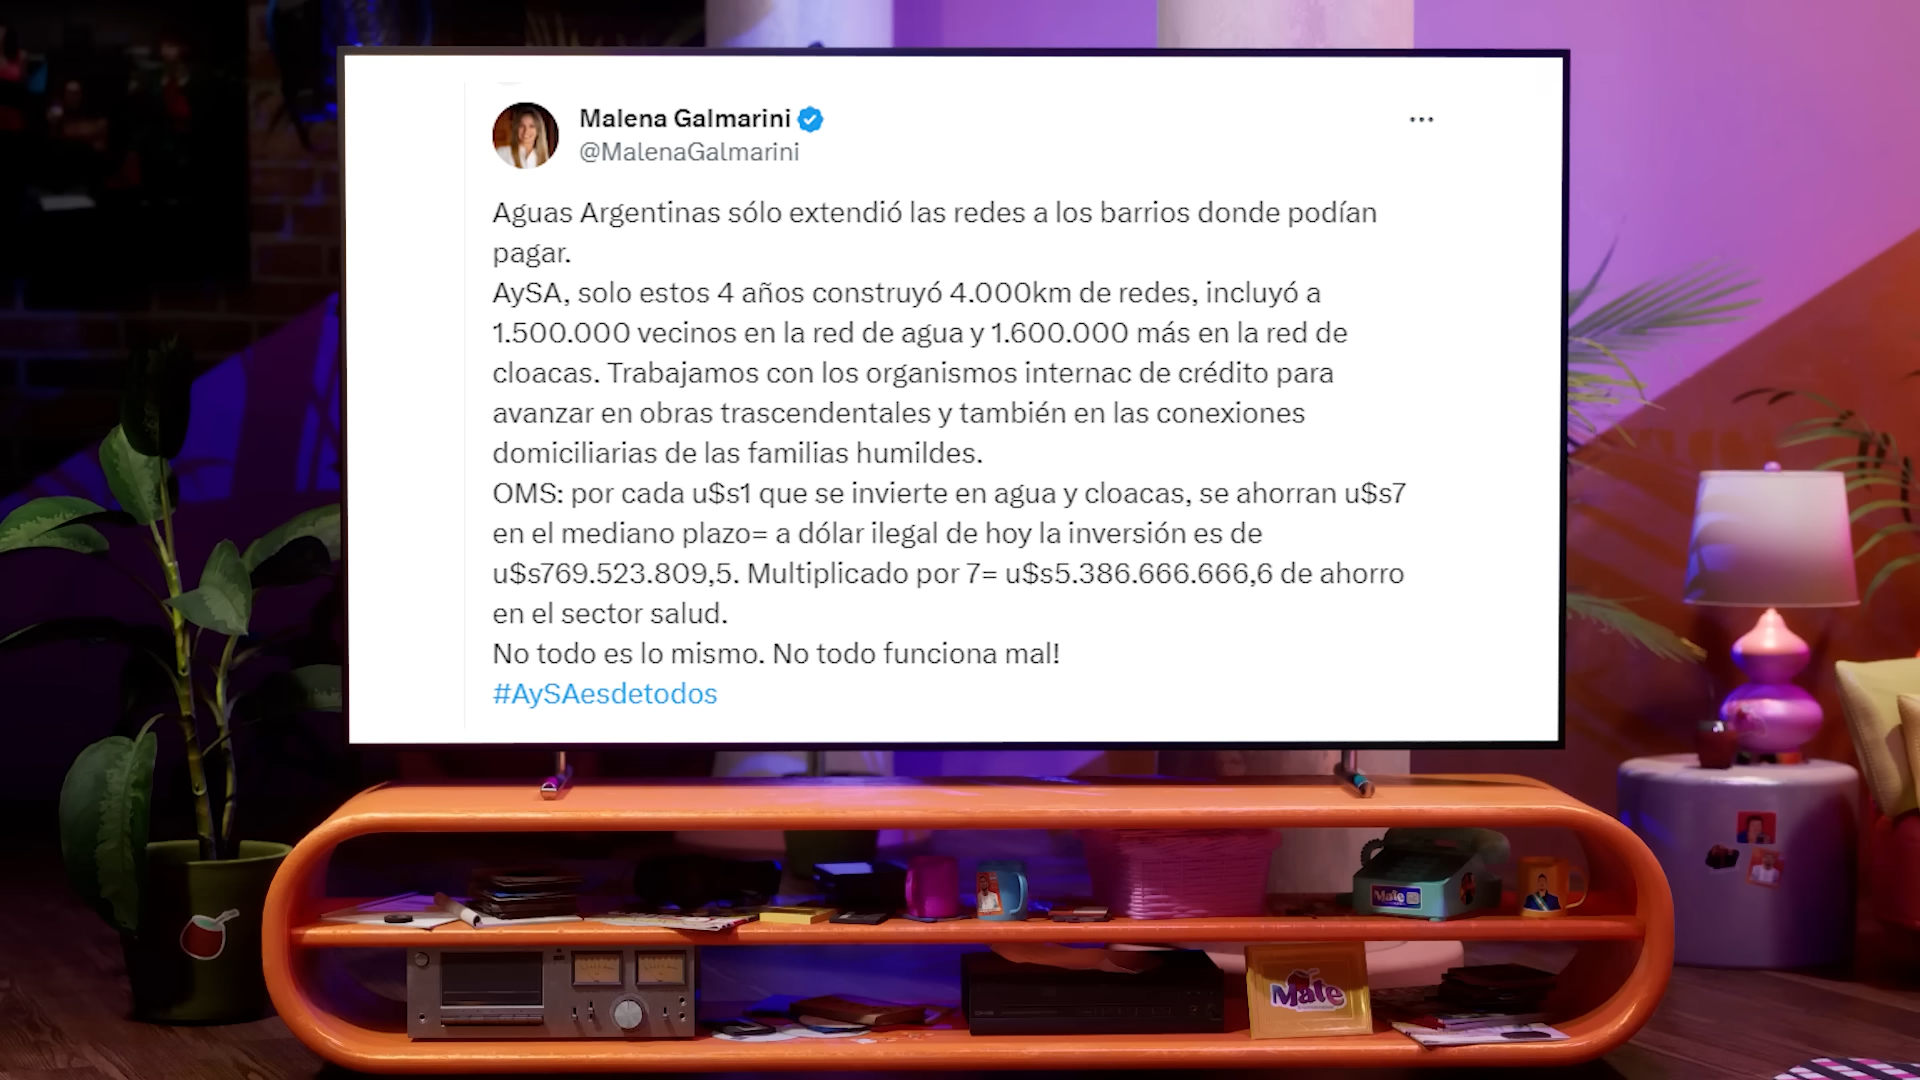 Malena Galmarini
@MalenaGalmarini
Aguas Argentinas sólo extendió las redes a los barrios donde podían
pagar.
AySA, solo estos 4 años construyó 4.000km de redes, incluyó a
1.500.000 vecinos en la red de agua y 1.600.000 más en la red de
cloacas. Trabajamos con los organismos internac de crédito para
avanzar en obras trascendentales y también en las conexiones
domiciliarias de las familias humildes.
OMS: por cada u$s1 que se invierte en agua y cloacas, se ahorran u$s7
en el mediano plazo= a dólar ilegal de hoy la inversión es de
u$s769.523.809,5. Multiplicado por 7= u$s5.386.666.666,6 de ahorro
en el sector salud.
No todo es lo mismo. No todo funciona mal!
#AySAesdetodos
Male
Male